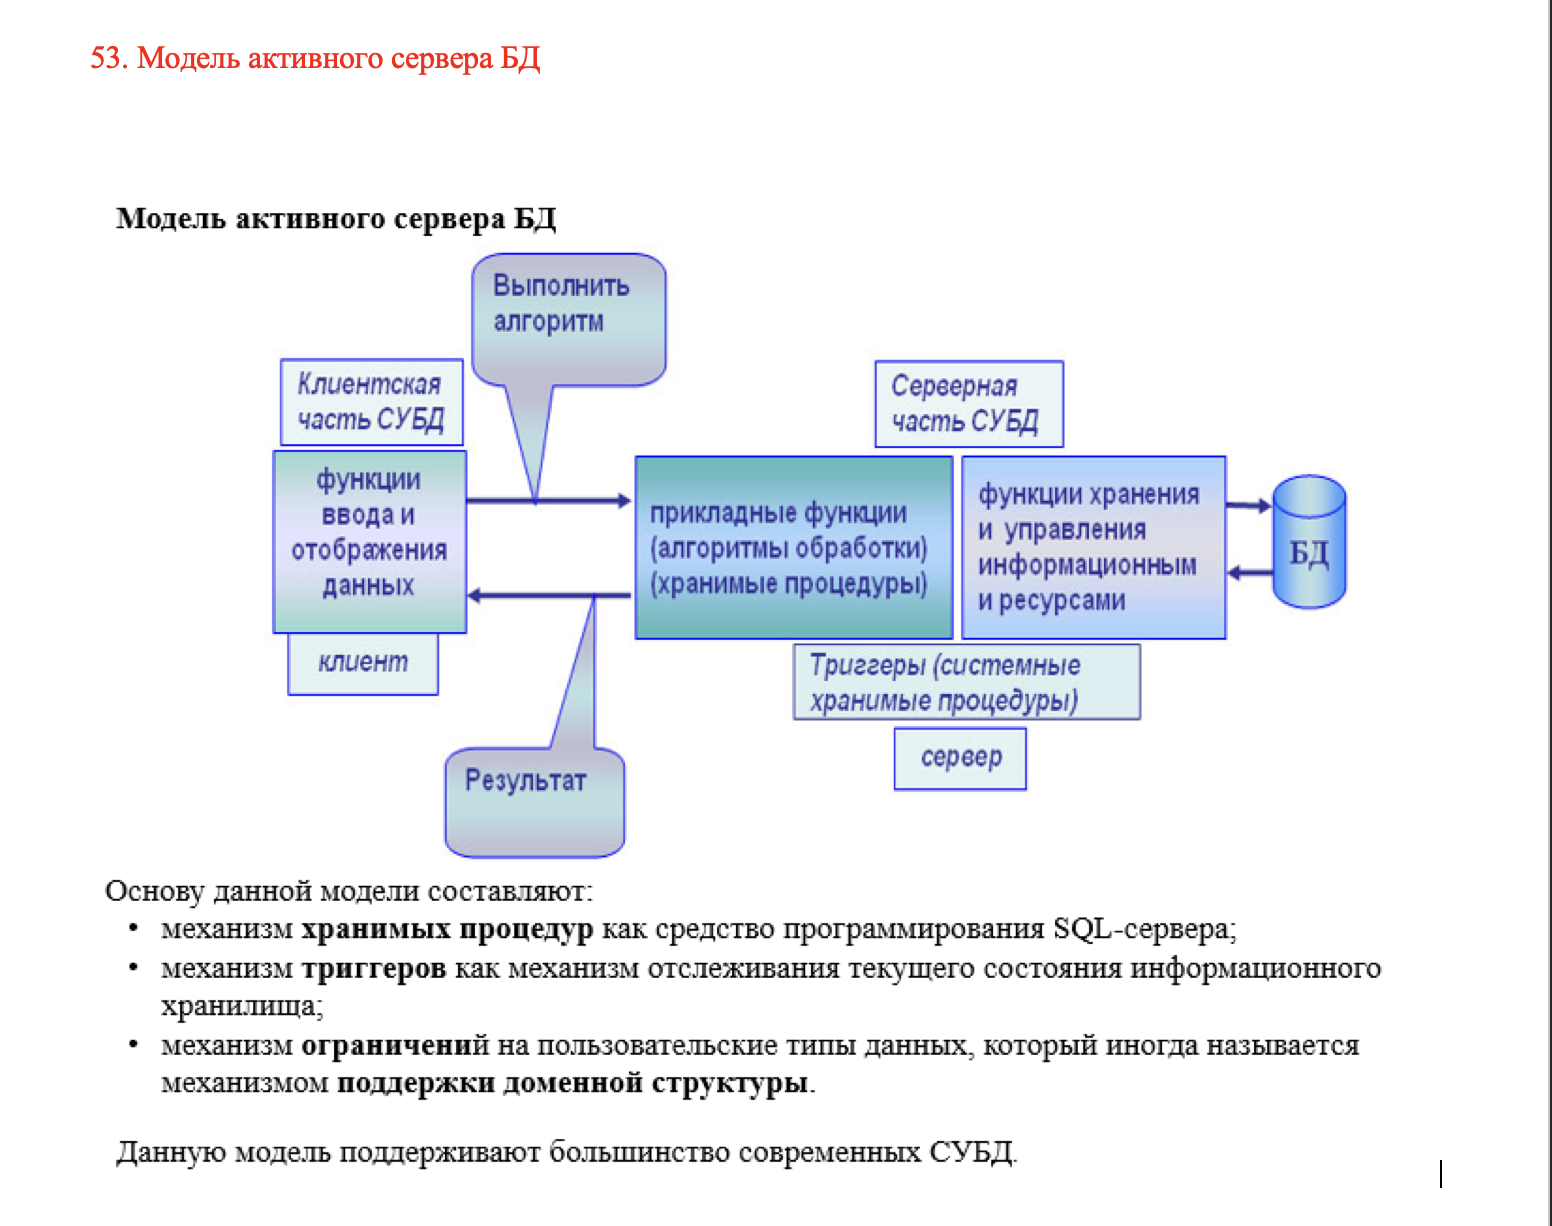 53. Модель активного сервера БД
Модель активного сервера БД
Выполнить
алгоритм
Клиентская
часть СУБД
Серверная
часть СУБД
функции
ввода и
отображения
данных
прикладные функции
(алгоритмы обработки)
(хранимые процедуры)
функции хранения
и управления
информационным
и ресурсами
БД
клиент
Триггеры (системные
хранимые процедуры)
сервер
Результат
Основу данной модели составляют:
• механизм хранимых процедур как средство программирования SQL-сервера;
• механизм триггеров как механизм отслеживания текущего состояния информационного
хранилища;
• механизм ограничений на пользовательские типы данных, который иногда называется
механизмом поддержки доменной структуры.
Данную модель поддерживают большинство современных СУБД.